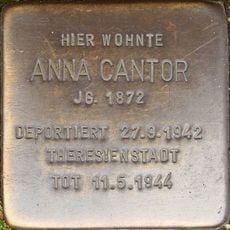 HIER WOHNTE
ANNA CANTOR
JG. 1872
DEPORTIERT 27.9.1942
THERESIENSTADT
TOT 11.5.1944